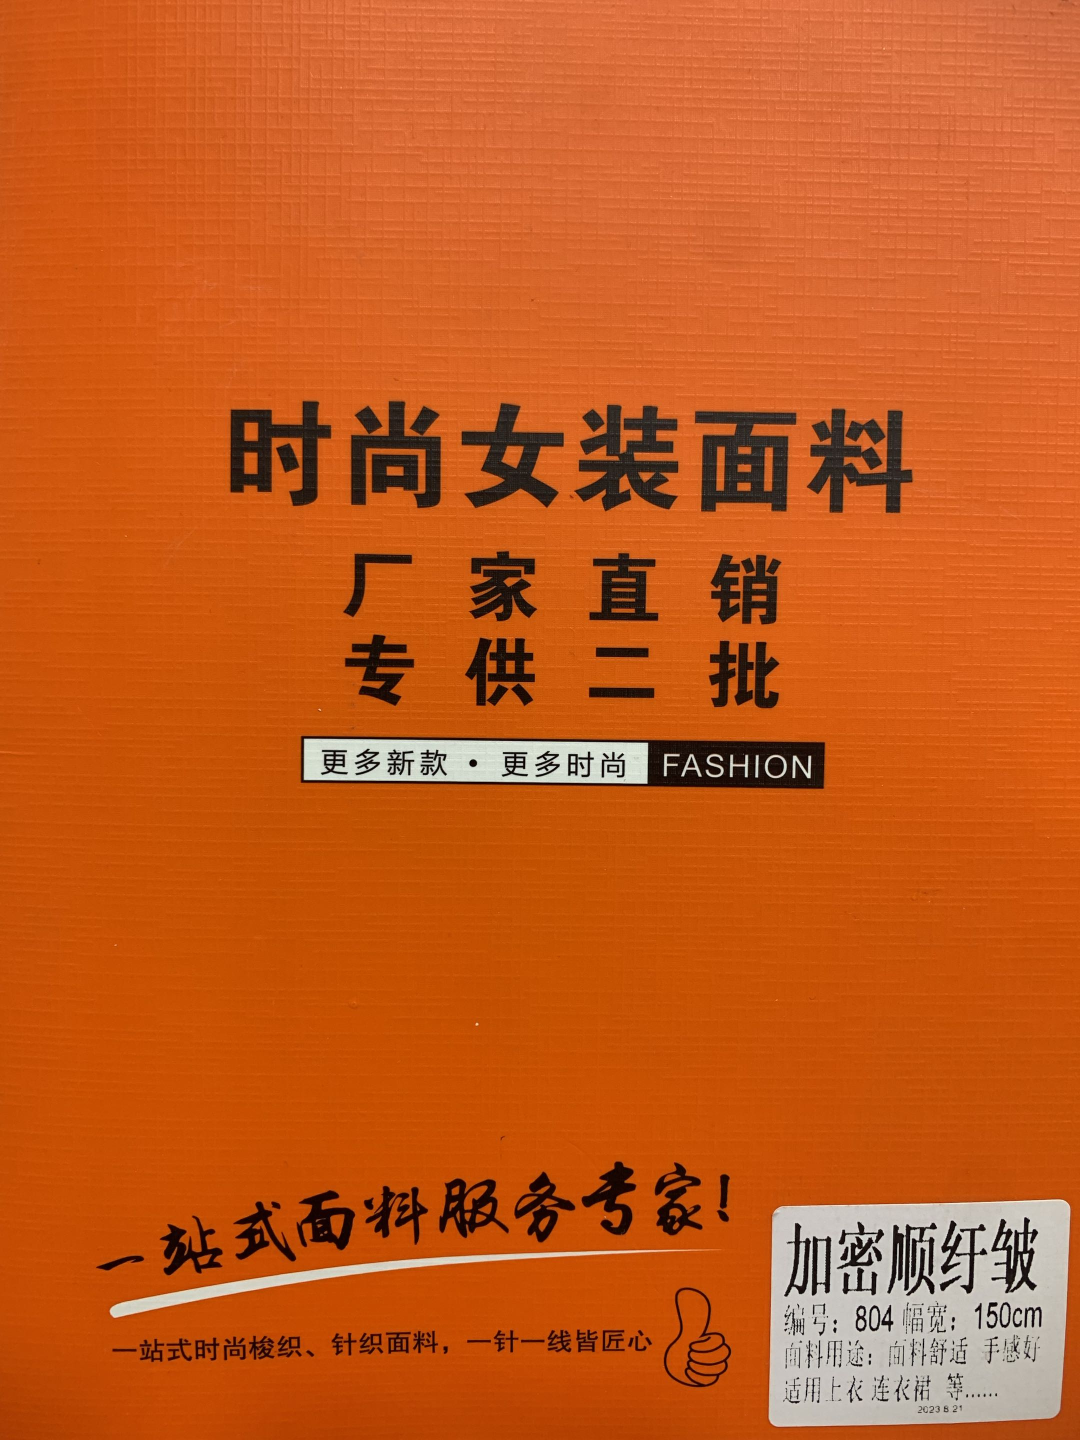 时尚女装面料
厂家直销
专供二批
更多新款 · 更多时尚 FASHION
一站式面料服务专家!
一站式时尚梭织、针织面料，一针一线皆匠心
加密顺纡皱
编号：804 幅宽：150cm
面料用途：面料舒适 手感好
适用上衣 连衣裙 等......
2023 8 21